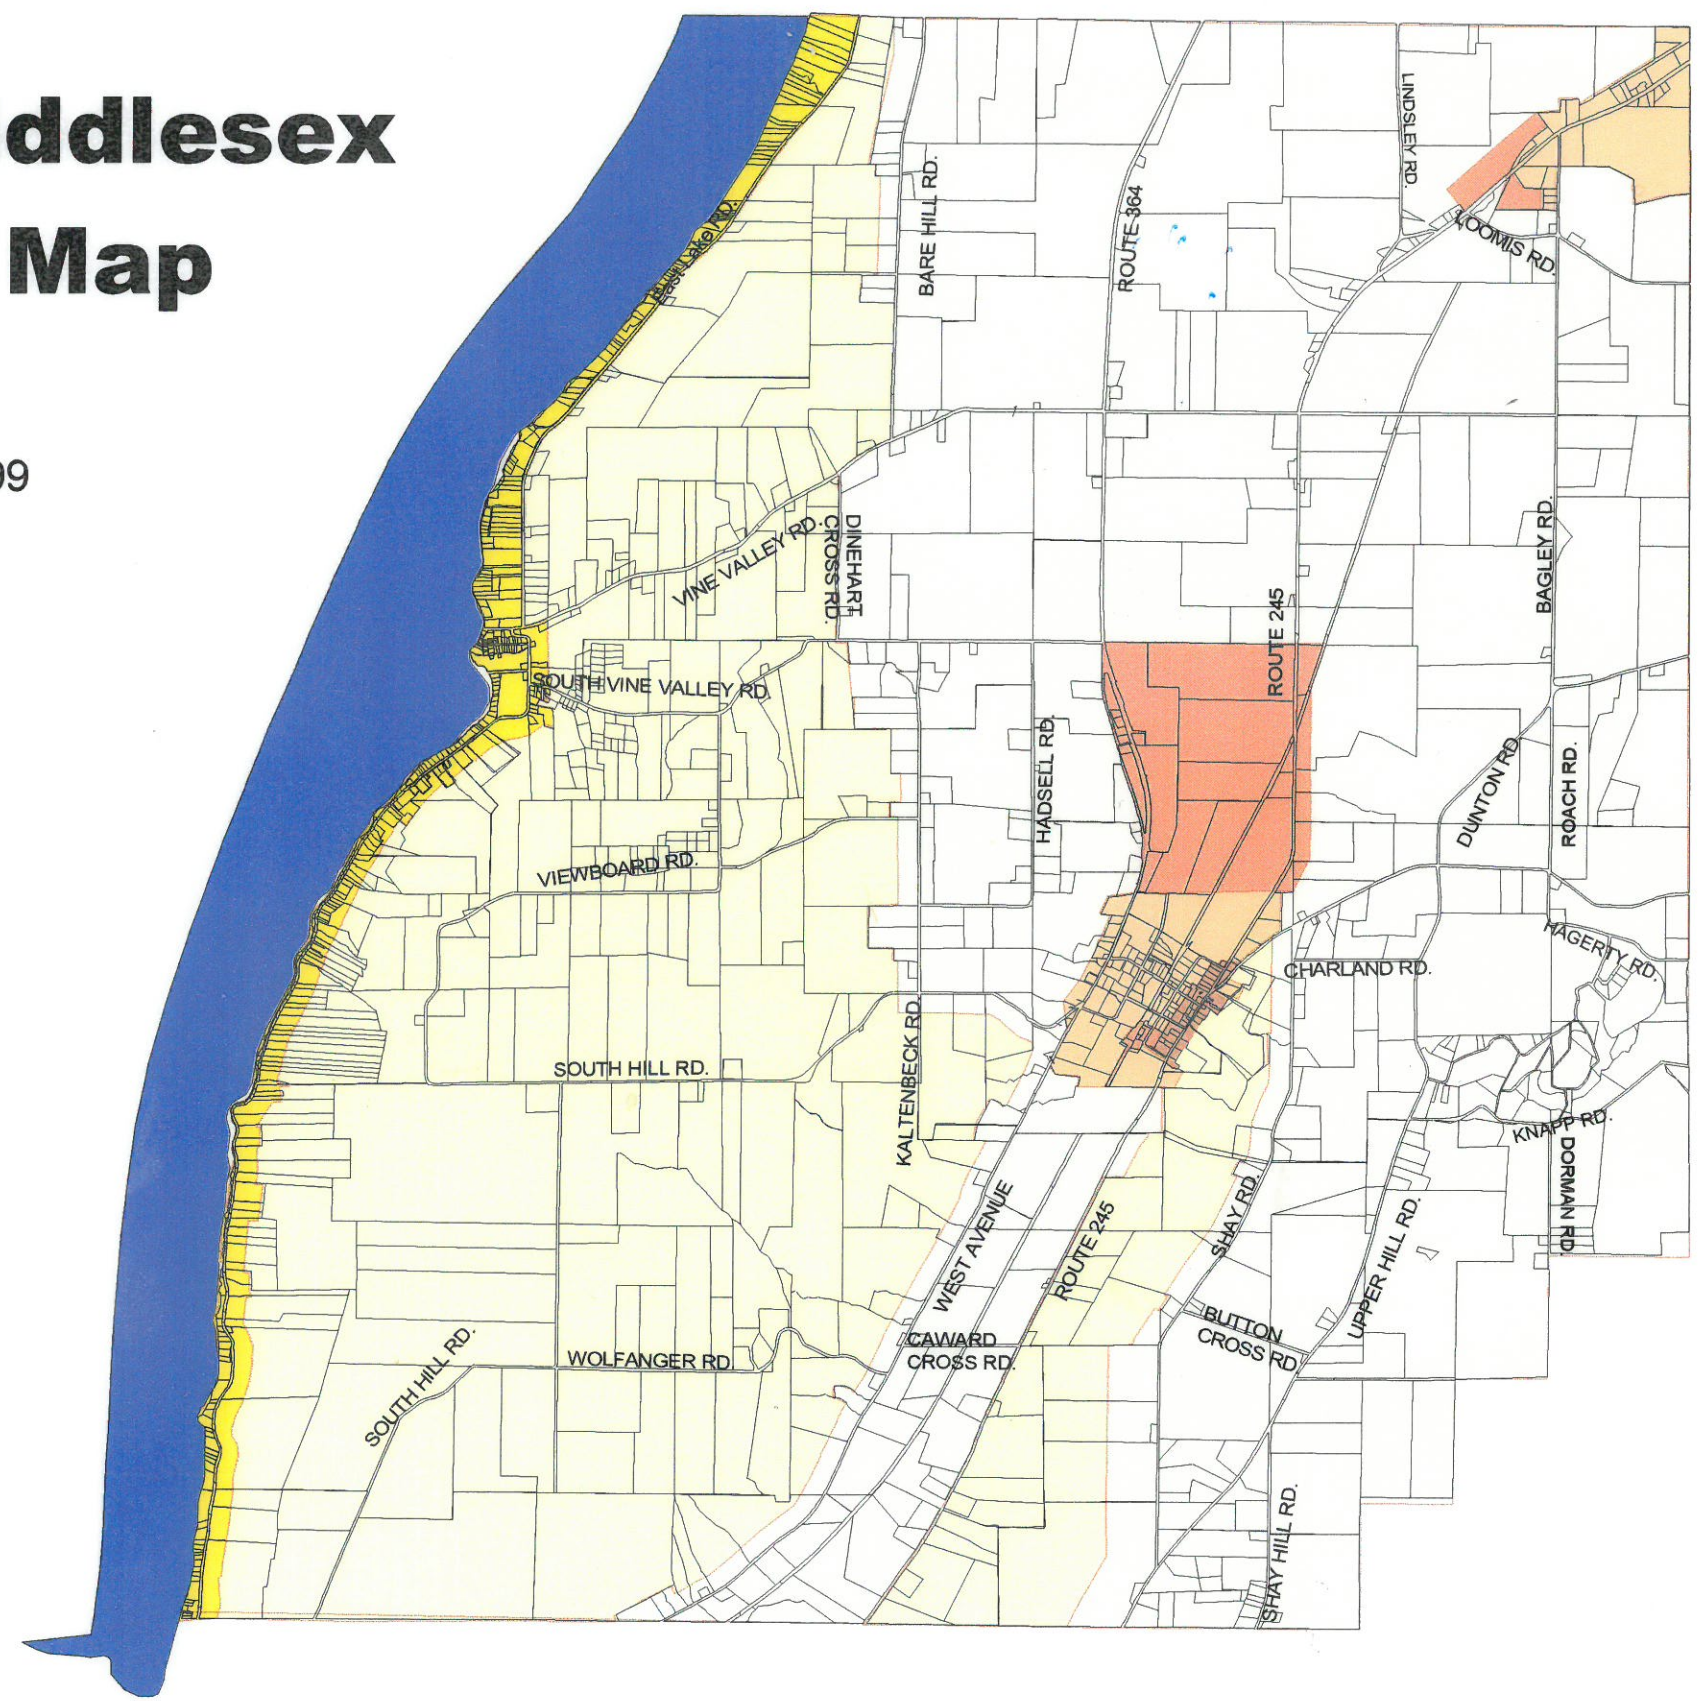 ddlesex
Map
99
LINDSLEY RD.
BARE HILL RD.
ROUTE 364
East Lake RD.
LOOMIS RD.
DINEHART
CROSS RD.
VINE VALLEY RD.
BAGLEY RD.
ROUTE 245
SOUTH VINE VALLEY RD.
HADSELL RD.
DUNTON RD.
ROACH RD.
VIEWBOARD RD.
HAGERTY RD.
CHARLAND RD.
KALTENBECK RD.
SOUTH HILL RD.
KNAPP RD.
DORMAN RD.
WEST AVENUE
ROUTE 245
SHAY RD.
UPPER HILL RD.
BUTTON
CROSS RD.
CAWARD
CROSS RD.
WOLFANGER RD.
SOUTH HILL RD.
SHAY HILL RD.